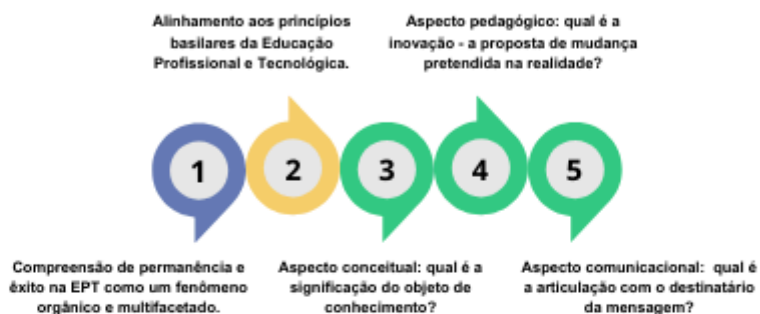 Alinhamento aos princípios
basilares da Educação
Profissional e Tecnológica.
Aspecto pedagógico: qual é a
inovação - a proposta de mudança
pretendida na realidade?
1
2
3
4
5
Compreensão de permanência e
êxito na EPT como um fenômeno
orgânico e multifacetado.
Aspecto conceitual: qual é a
significação do objeto de
conhecimento?
Aspecto comunicacional: qual é
a articulação com o destinatário
da mensagem?